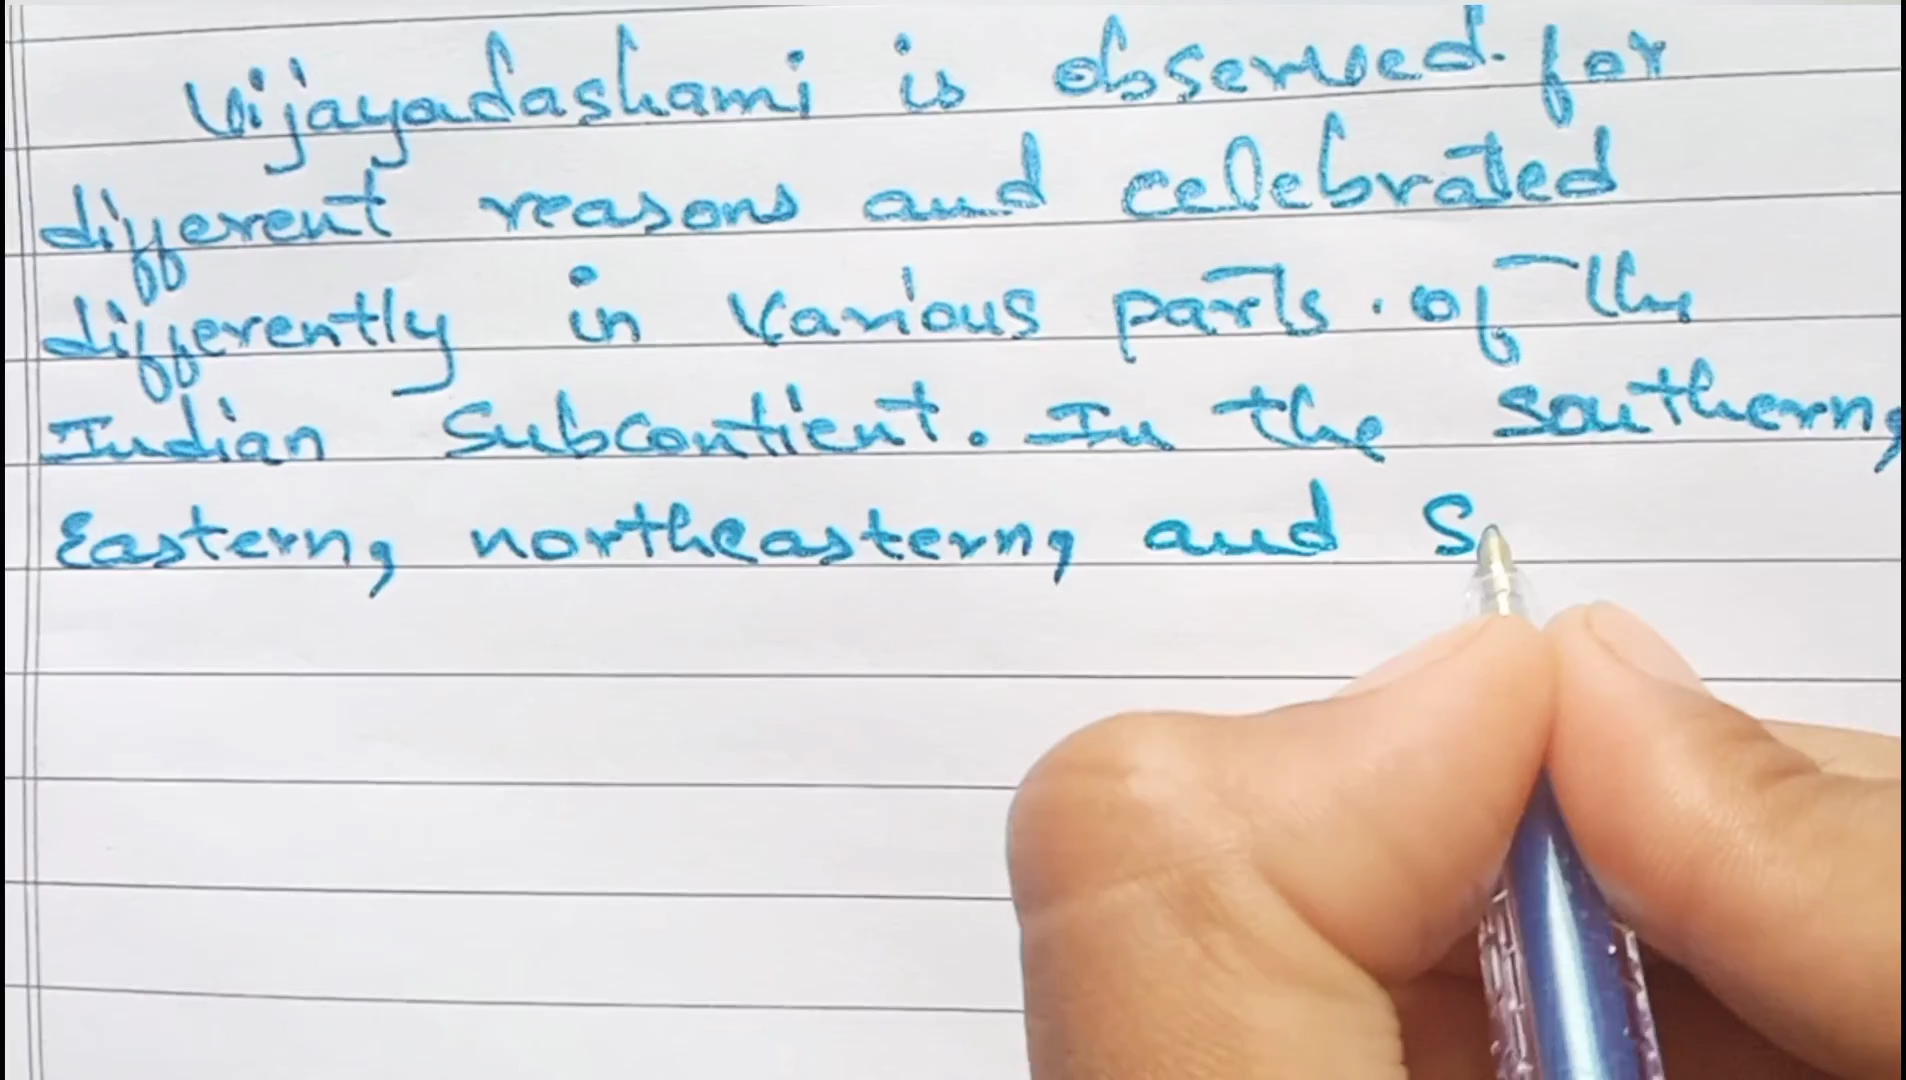 Vijayadashami is observed for
different reasons and celebrated
differently in various parts. of the
Indian Subcontient. In the southern,
Eastern, northeastern, and S